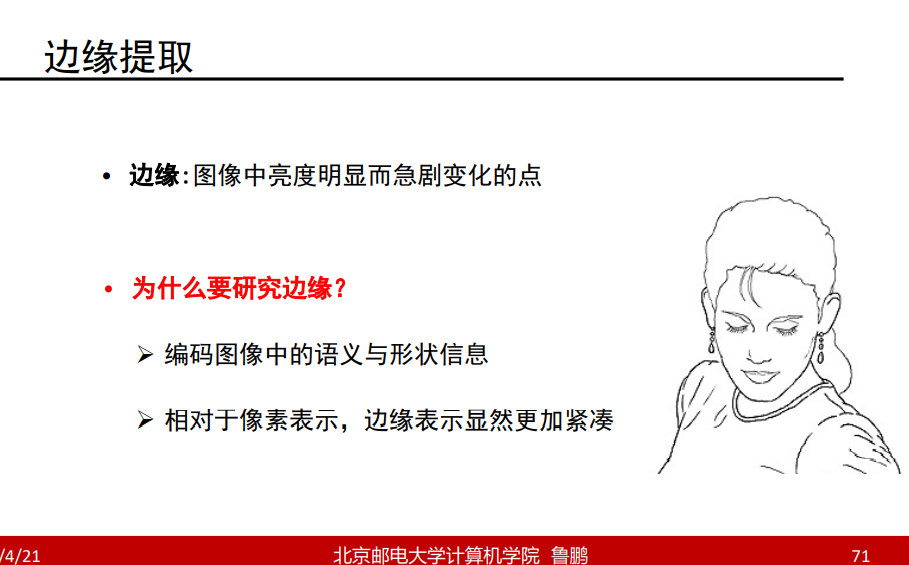 边缘提取
• 边缘:图像中亮度明显而急剧变化的点
• 为什么要研究边缘？
➢ 编码图像中的语义与形状信息
➢ 相对于像素表示，边缘表示显然更加紧凑
/4/21 北京邮电大学计算机学院 鲁鹏 71